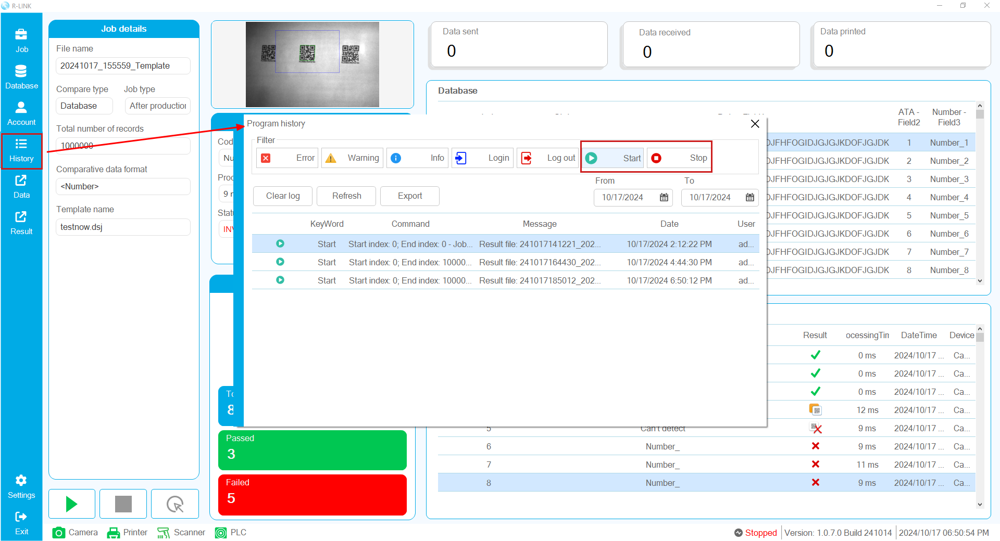 R-LINK
Job
Database
Account
History
Data
Result
Settings
Exit
Job details
File name
20241017_155559_Template
Compare type
Job type
Database
After production
Total number of records
1000000
Comparative data format
<Number>
Template name
testnow.dsj
Data sent
0
Data received
0
Data printed
0
Database
ATA - Field2
Number - Field3
DJFHFOGIDJGJGJKDOFJGJDK 1 Number_1
DJFHFOGIDJGJGJKDOFJGJDK 2 Number_2
DJFHFOGIDJGJGJKDOFJGJDK 3 Number_3
DJFHFOGIDJGJGJKDOFJGJDK 4 Number_4
DJFHFOGIDJGJGJKDOFJGJDK 5 Number_5
DJFHFOGIDJGJGJKDOFJGJDK 6 Number_6
DJFHFOGIDJGJGJKDOFJGJDK 7 Number_7
DJFHFOGIDJGJGJKDOFJGJDK 8 Number_8
Program history
Filter
Error Warning Info Login Log out Start Stop
From To
Clear log Refresh Export 10/17/2024 10/17/2024
KeyWord Command Message Date User
Start Start index: 0; End index: 0 - Job... Result file: 241017141221_202... 10/17/2024 2:12:22 PM ad...
Start Start index: 0; End index: 10000... Result file: 241017164430_202... 10/17/2024 4:44:30 PM ad...
Start Start index: 0; End index: 10000... Result file: 241017185012_202... 10/17/2024 6:50:12 PM ad...
Cod
Nu
Proc
9 r
Stat
INV
To
8
Passed
3
Failed
5
Result ocessingTin DateTime Device
0 ms 2024/10/17 ... Ca...
0 ms 2024/10/17 ... Ca...
0 ms 2024/10/17 ... Ca...
12 ms 2024/10/17 ... Ca...
5 Can't detect 9 ms 2024/10/17 ... Ca...
6 Number_ 9 ms 2024/10/17 ... Ca...
7 Number_ 11 ms 2024/10/17 ... Ca...
8 Number_ 9 ms 2024/10/17 ... Ca...
Camera Printer Scanner PLC
Stopped Version: 1.0.7.0 Build 241014 2024/10/17 06:50:54 PM